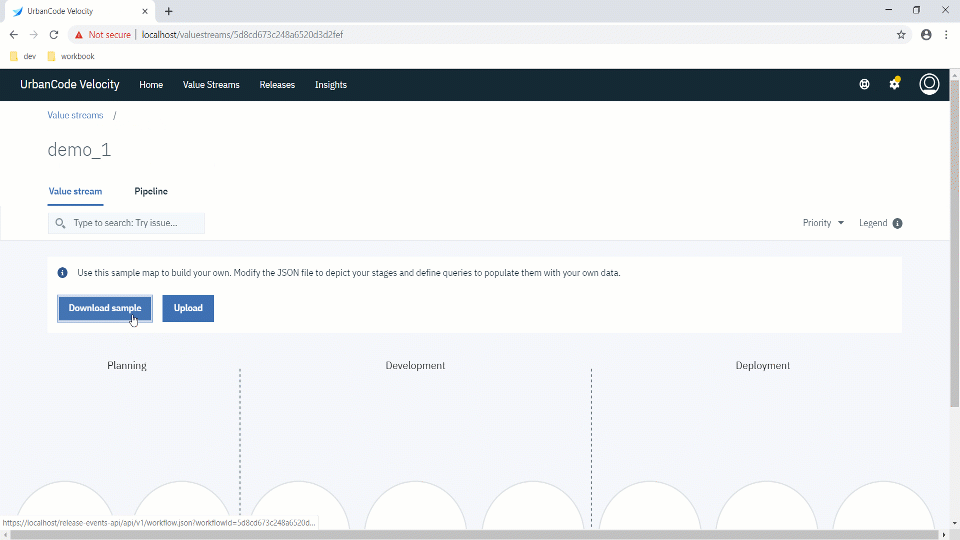 UrbanCode Velocity
Not secure | localhost/valuestreams/5d8cd673c248a6520d3d2fef
dev workbook
UrbanCode Velocity Home Value Streams Releases Insights
Value streams /
demo_1
Value stream Pipeline
Type to search: Try issue... Priority Legend
Use this sample map to build your own. Modify the JSON file to depict your stages and define queries to populate them with your own data.
Download sample Upload
Planning Development Deployment
https://localhost/release-events-api/api/v1/workflow.json?workflowId=5d8cd673c248a6520d...